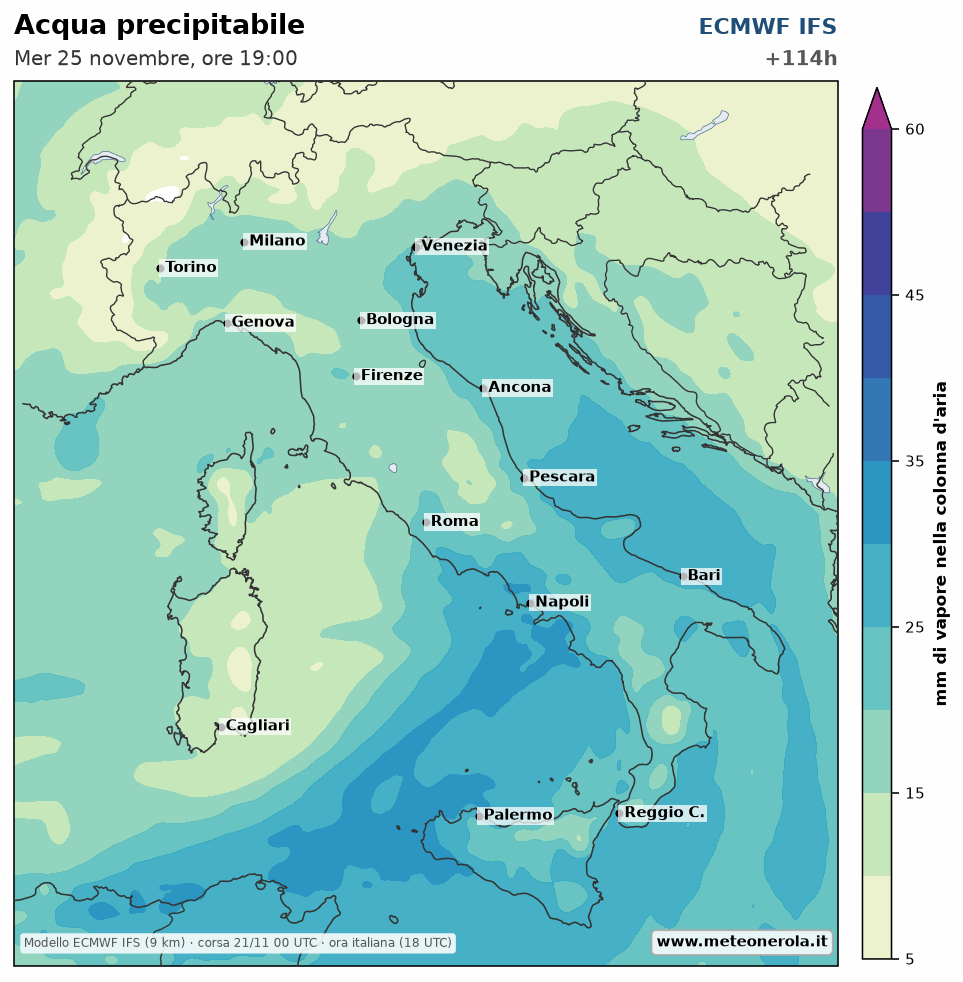 Acqua precipitabile
ECMWF IFS
Mer 25 novembre, ore 19:00
+114h
60
45
35
25
15
5
mm di vapore nella colonna d'aria
Milano
Venezia
Torino
Genova
Bologna
Firenze
Ancona
Pescara
Roma
Bari
Napoli
Cagliari
Palermo
Reggio C.
Modello ECMWF IFS (9 km) · corsa 21/11 00 UTC · ora italiana (18 UTC)
www.meteonerola.it